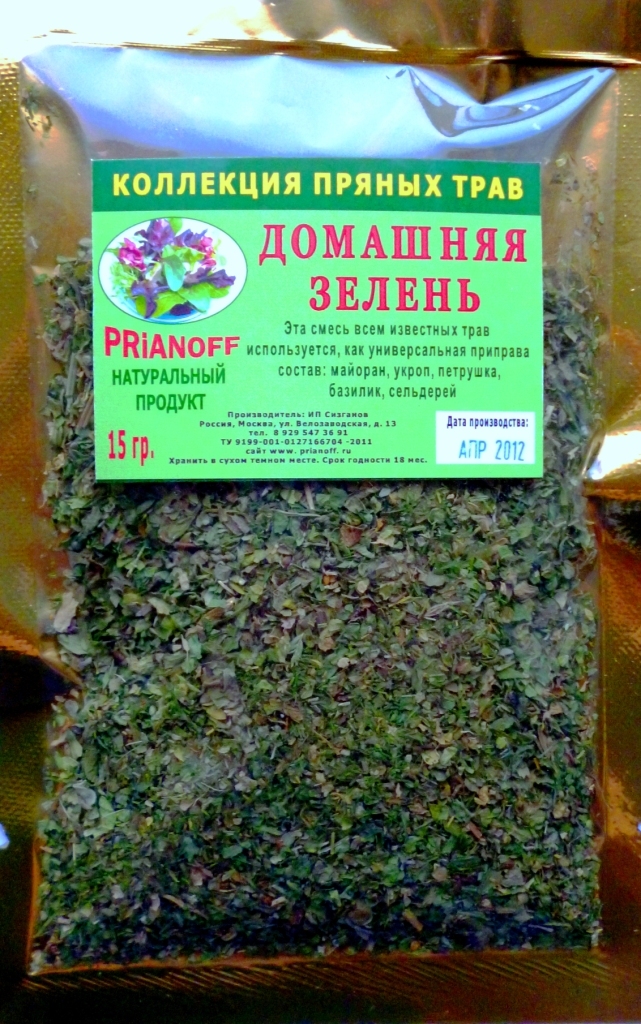 КОЛЛЕКЦИЯ ПРЯНЫХ ТРАВ
ДОМАШНЯЯ
ЗЕЛЕНЬ
PRiANOFF
НАТУРАЛЬНЫЙ
ПРОДУКТ
15 гр.
Эта смесь всем известных трав
используется, как универсальная приправа
состав: майоран, укроп, петрушка,
базилик, сельдерей
Производитель: ИП Сизганов
Россия, Москва, ул. Велозаводская, д. 13
тел. 8 929 547 36 91
ТУ 9199-001-0127166704 -2011
сайт www. prianoff. ru
Хранить в сухом темном месте. Срок годности 18 мес.
Дата производства:
АПР 2012